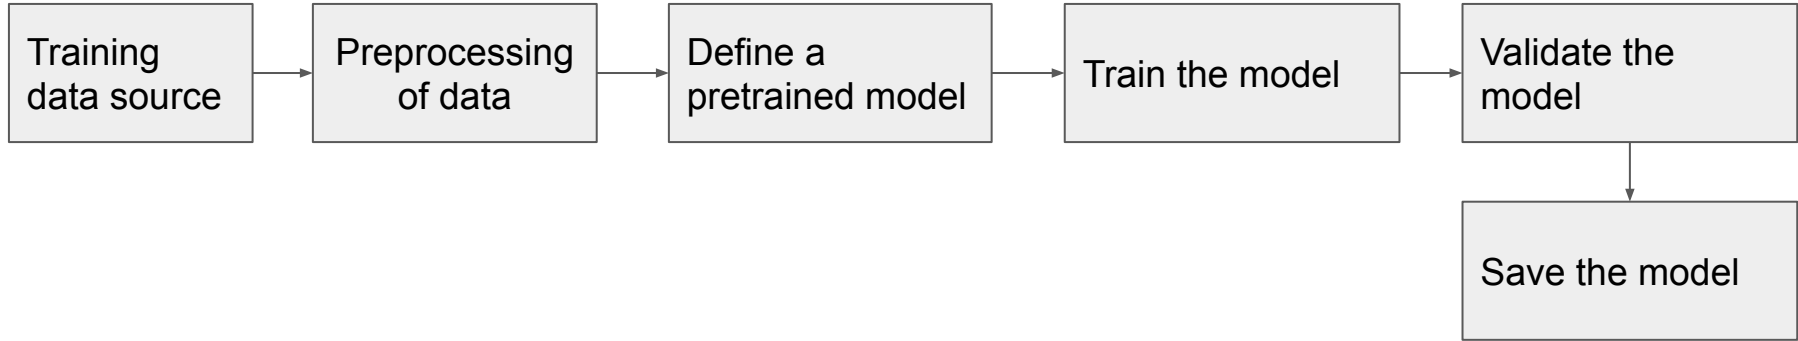 Training
data source
Preprocessing
of data
Define a
pretrained model
Train the model
Validate the
model
Save the model